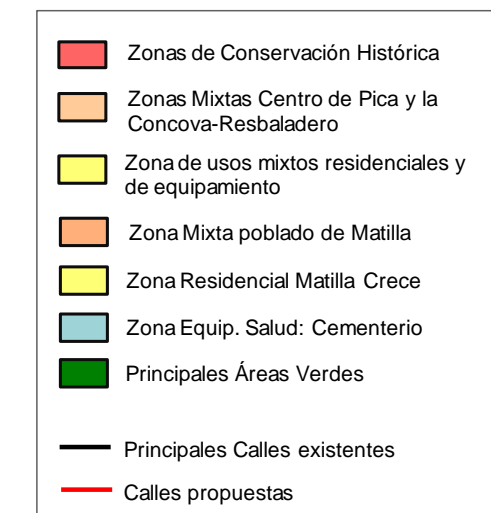 Zonas de Conservación Histórica
Zonas Mixtas Centro de Pica y la
Concova-Resbaladero
Zona de usos mixtos residenciales y
de equipamiento
Zona Mixta poblado de Matilla
Zona Residencial Matilla Crece
Zona Equip. Salud: Cementerio
Principales Áreas Verdes
Principales Calles existentes
Calles propuestas